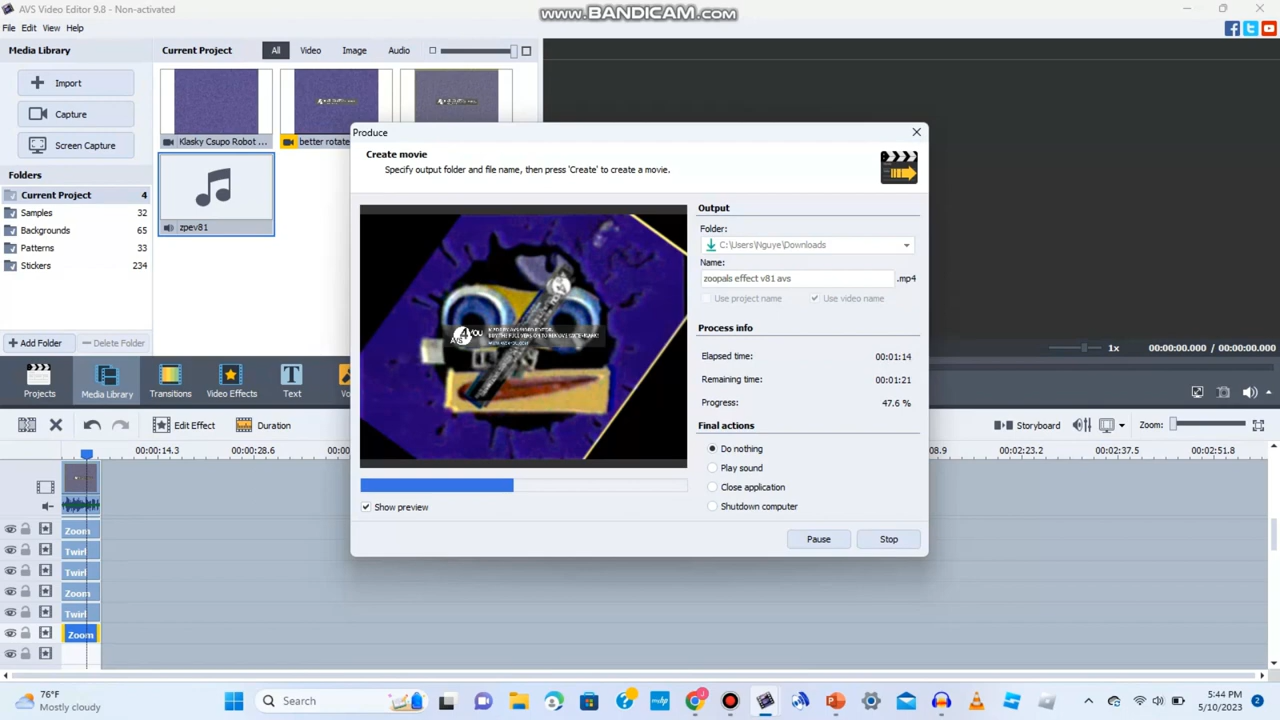 AVS Video Editor 9.8 - Non-activated
www.BANDICAM.com
File Edit View Help
Media Library
Current Project All Video Image Audio
Import
Capture
Screen Capture
Folders
Current Project 4
Samples 32
Backgrounds 65
Patterns 33
Stickers 234
Add Folder Delete Folder
Klasky Csupo Robot ... better rotate
zpev81
Produce
Create movie
Specify output folder and file name, then press 'Create' to create a movie.
Output
Folder:
C:\Users\Nguye\Downloads
Name:
zoopals effect v81 avs .mp4
Use project name Use video name
Process info
Elapsed time: 00:01:14
Remaining time: 00:01:21
Progress: 47.6 %
Final actions
Do nothing
Play sound
Close application
Shutdown computer
Show preview
Pause Stop
1x 00:00:00.000 / 00:00:00.000
Projects Media Library Transitions Video Effects Text
Edit Effect Duration Storyboard Zoom:
00:00:14.3 00:00:28.6 00:02:23.2 00:02:37.5 00:02:51.8
Zoom
Twirl
Twirl
Zoom
Twirl
Zoom
76°F
Mostly cloudy
Search
5:44 PM
5/10/2023
2